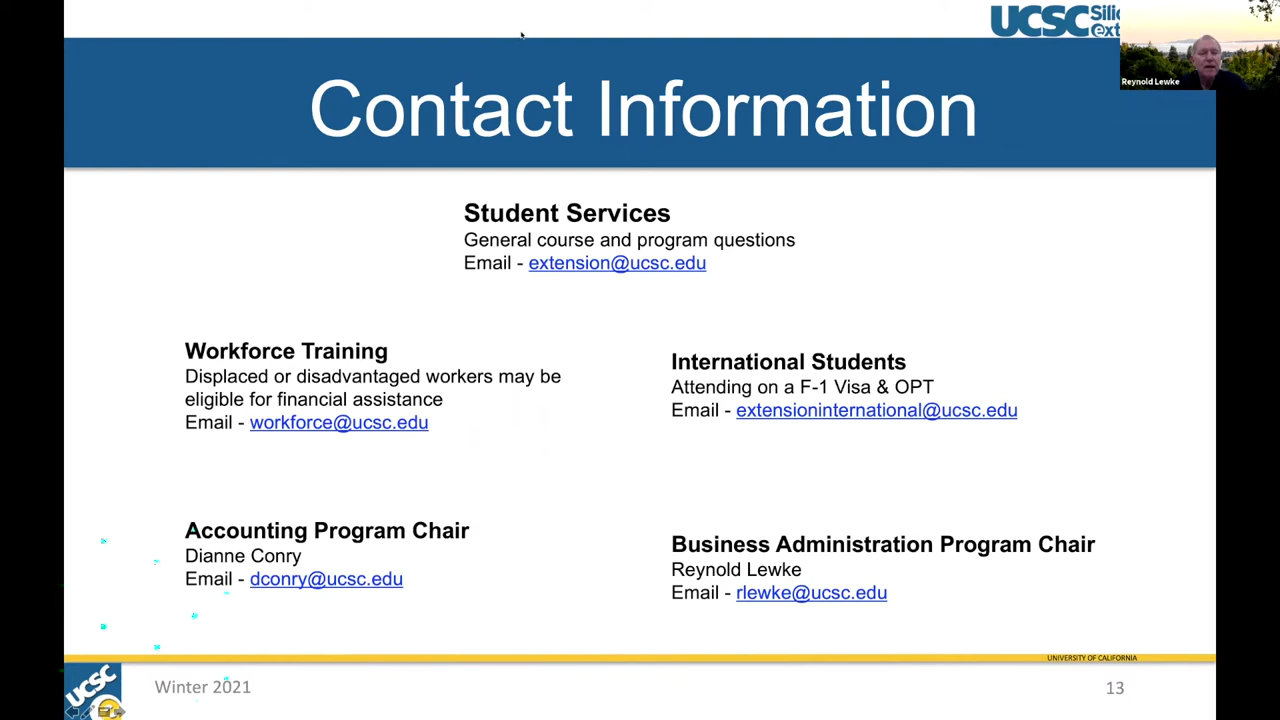 UCSC Sili
ext
Reynold Lewke
Contact Information
Student Services
General course and program questions
Email - extension@ucsc.edu
Workforce Training
Displaced or disadvantaged workers may be
eligible for financial assistance
Email - workforce@ucsc.edu
International Students
Attending on a F-1 Visa & OPT
Email - extensioninternational@ucsc.edu
Accounting Program Chair
Dianne Conry
Email - dconry@ucsc.edu
Business Administration Program Chair
Reynold Lewke
Email - rlewke@ucsc.edu
UNIVERSITY OF CALIFORNIA
UCSC
Winter 2021
13